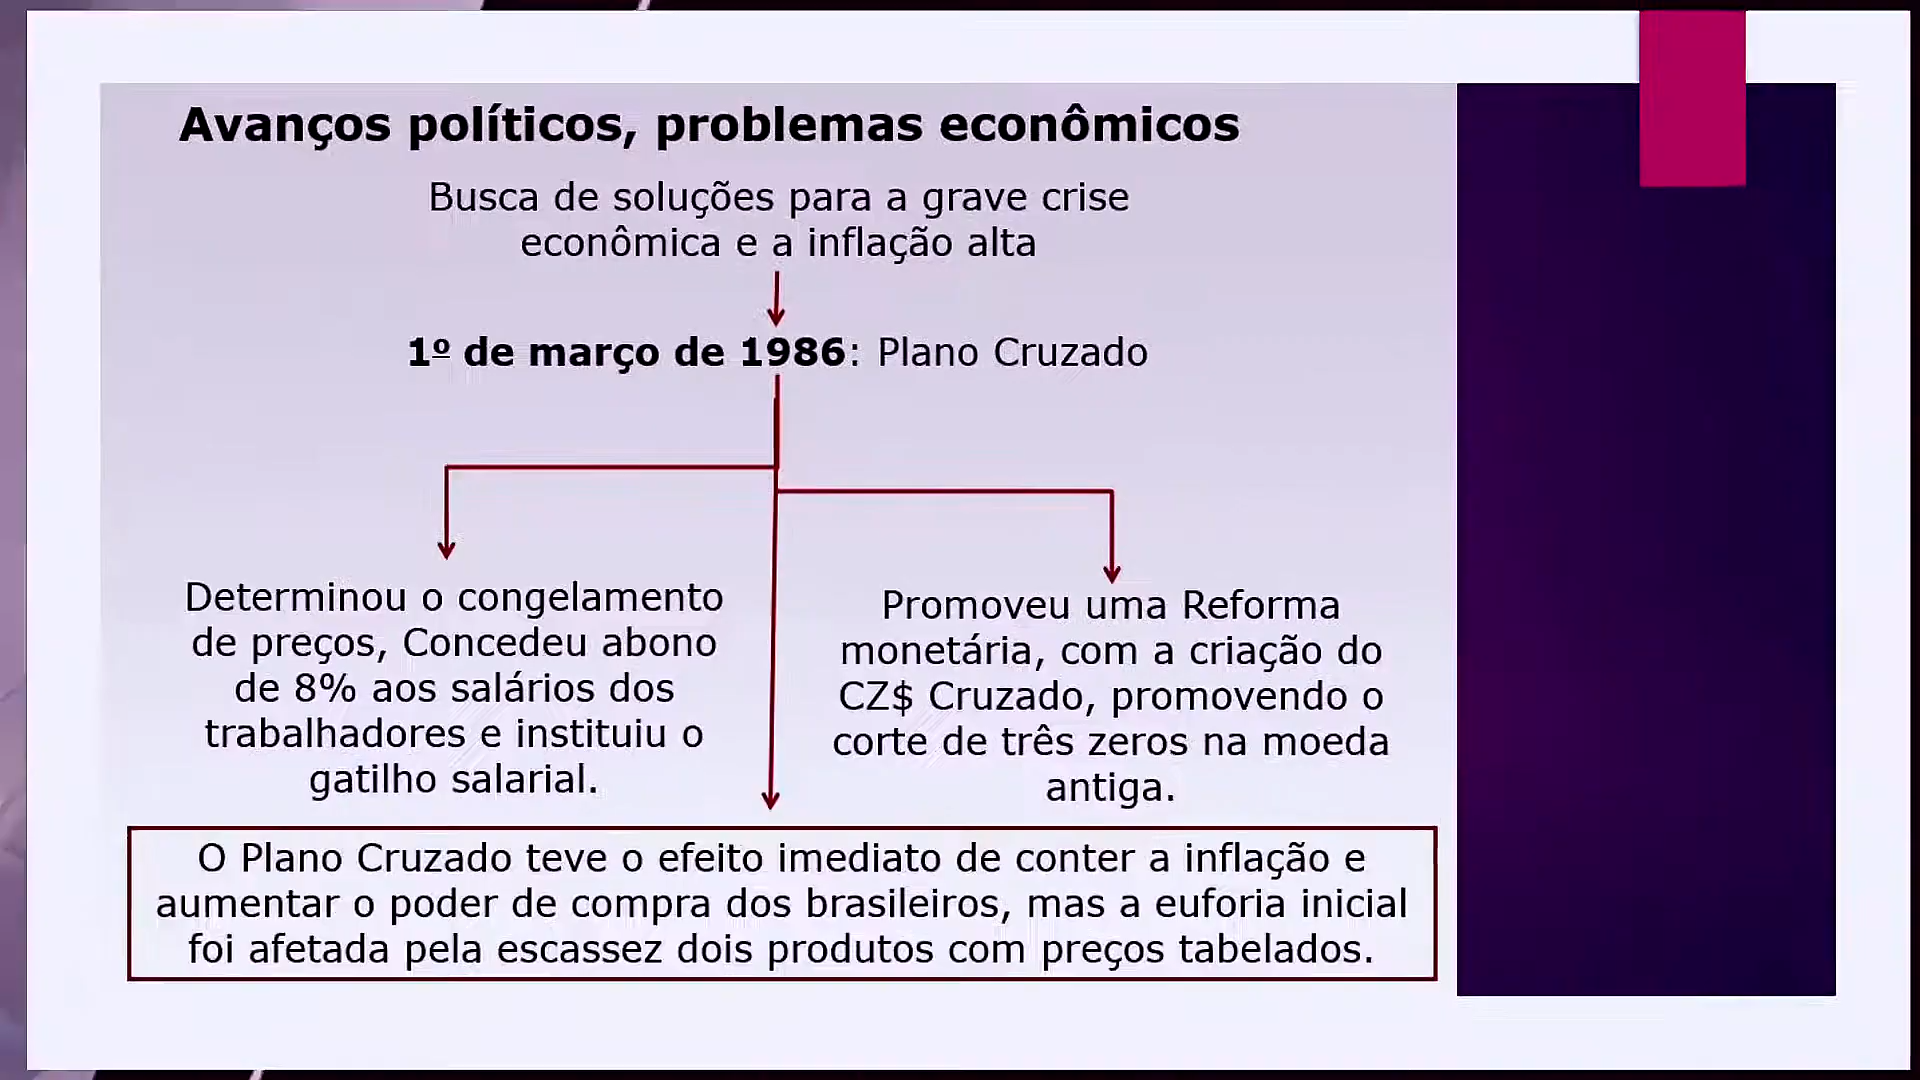 Avanços políticos, problemas econômicos
Busca de soluções para a grave crise
econômica e a inflação alta
1º de março de 1986: Plano Cruzado
Determinou o congelamento
de preços, Concedeu abono
de 8% aos salários dos
trabalhadores e instituiu o
gatilho salarial.
Promoveu uma Reforma
monetária, com a criação do
CZ$ Cruzado, promovendo o
corte de três zeros na moeda
antiga.
O Plano Cruzado teve o efeito imediato de conter a inflação e
aumentar o poder de compra dos brasileiros, mas a euforia inicial
foi afetada pela escassez dois produtos com preços tabelados.